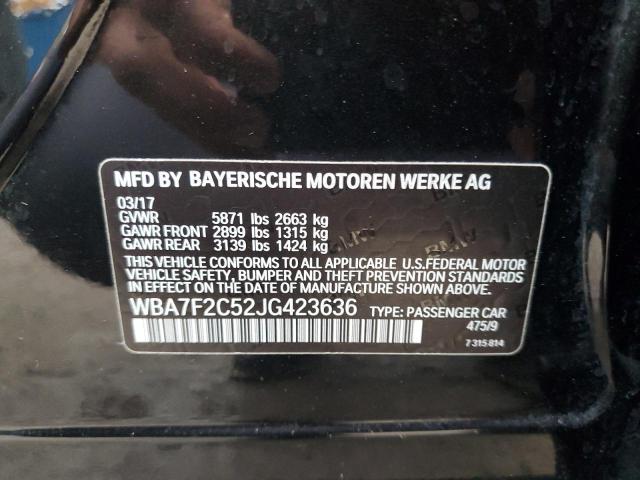 MFD BY BAYERISCHE MOTOREN WERKE AG
03/17
GVWR 5871 lbs 2663 kg
GAWR FRONT 2899 lbs 1315 kg
GAWR REAR 3139 lbs 1424 kg
THIS VEHICLE CONFORMS TO ALL APPLICABLE U.S.FEDERAL MOTOR
VEHICLE SAFETY, BUMPER AND THEFT PREVENTION STANDARDS
IN EFFECT ON THE DATE OF MANUFACTURE SHOWN ABOVE.
WBA7F2C52JG423636 TYPE: PASSENGER CAR
475/9
7 315 814